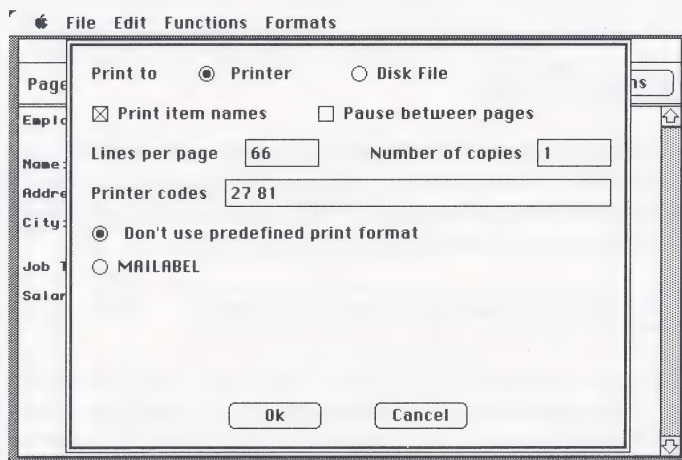 File Edit Functions Formats
Print to Printer Disk File
Page ns
Print item names Pause between pages
Emplo
Lines per page 66 Number of copies 1
Name:
Printer codes 27 81
Addre
City:
Don't use predefined print format
Job T
MAILABEL
Salar
Ok Cancel